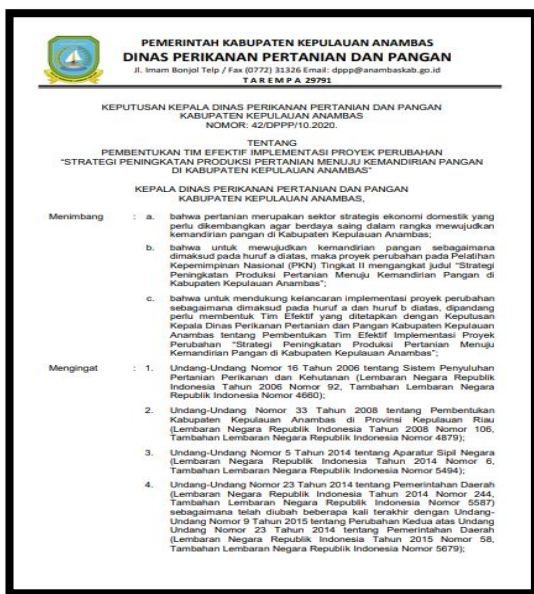 PEMERINTAH KABUPATEN KEPULAUAN ANAMBAS
DINAS PERIKANAN PERTANIAN DAN PANGAN
Jl. Imam Bonjol Telp / Fax (0772) 31326 Email: dppp@anambaskab.go.id
T A R E M P A 29791
KEPUTUSAN KEPALA DINAS PERIKANAN PERTANIAN DAN PANGAN
KABUPATEN KEPULAUAN ANAMBAS
NOMOR: 42/DPPP/10.2020.
TENTANG
PEMBENTUKAN TIM EFEKTIF IMPLEMENTASI PROYEK PERUBAHAN
"STRATEGI PENINGKATAN PRODUKSI PERTANIAN MENUJU KEMANDIRIAN PANGAN
DI KABUPATEN KEPULAUAN ANAMBAS"
KEPALA DINAS PERIKANAN PERTANIAN DAN PANGAN
KABUPATEN KEPULAUAN ANAMBAS,
Menimbang : a. bahwa pertanian merupakan sektor strategis ekonomi domestik yang
perlu dikembangkan agar berdaya saing dalam rangka mewujudkan
kemandirian pangan di Kabupaten Kepulauan Anambas;
b. bahwa untuk mewujudkan kemandirian pangan sebagaimana
dimaksud pada huruf a diatas, maka proyek perubahan pada Pelatihan
Kepemimpinan Nasional (PKN) Tingkat II mengangkat judul "Strategi
Peningkatan Produksi Pertanian Menuju Kemandirian Pangan di
Kabupaten Kepulauan Anambas";
c. bahwa untuk mendukung kelancaran implementasi proyek perubahan
sebagaimana dimaksud pada huruf a dan huruf b diatas, dipandang
perlu membentuk Tim Efektif yang ditetapkan dengan Keputusan
Kepala Dinas Perikanan Pertanian dan Pangan Kabupaten Kepulauan
Anambas tentang Pembentukan Tim Efektif Implementasi Proyek
Perubahan "Strategi Peningkatan Produksi Pertanian Menuju
Kemandirian Pangan di Kabupaten Kepulauan Anambas";
Mengingat : 1. Undang-Undang Nomor 16 Tahun 2006 tentang Sistem Penyuluhan
Pertanian Perikanan dan Kehutanan (Lembaran Negara Republik
Indonesia Tahun 2006 Nomor 92, Tambahan Lembaran Negara
Republik Indonesia Nomor 4660);
2. Undang-Undang Nomor 33 Tahun 2008 tentang Pembentukan
Kabupaten Kepulauan Anambas di Provinsi Kepulauan Riau
(Lembaran Negara Republik Indonesia Tahun 2008 Nomor 106,
Tambahan Lembaran Negara Republik Indonesia Nomor 4879);
3. Undang-Undang Nomor 5 Tahun 2014 tentang Aparatur Sipil Negara
(Lembaran Negara Republik Indonesia Tahun 2014 Nomor 6,
Tambahan Lembaran Negara Republik Indonesia Nomor 5494);
4. Undang-Undang Nomor 23 Tahun 2014 tentang Pemerintahan Daerah
(Lembaran Negara Republik Indonesia Tahun 2014 Nomor 244,
Tambahan Lembaran Negara Republik Indonesia Nomor 5587)
sebagaimana telah diubah beberapa kali terakhir dengan Undang-
Undang Nomor 9 Tahun 2015 tentang Perubahan Kedua atas Undang
Undang Nomor 23 Tahun 2014 tentang Pemerintahan Daerah
(Lembaran Negara Republik Indonesia Tahun 2015 Nomor 58,
Tambahan Lembaran Negara Republik Indonesia Nomor 5679);